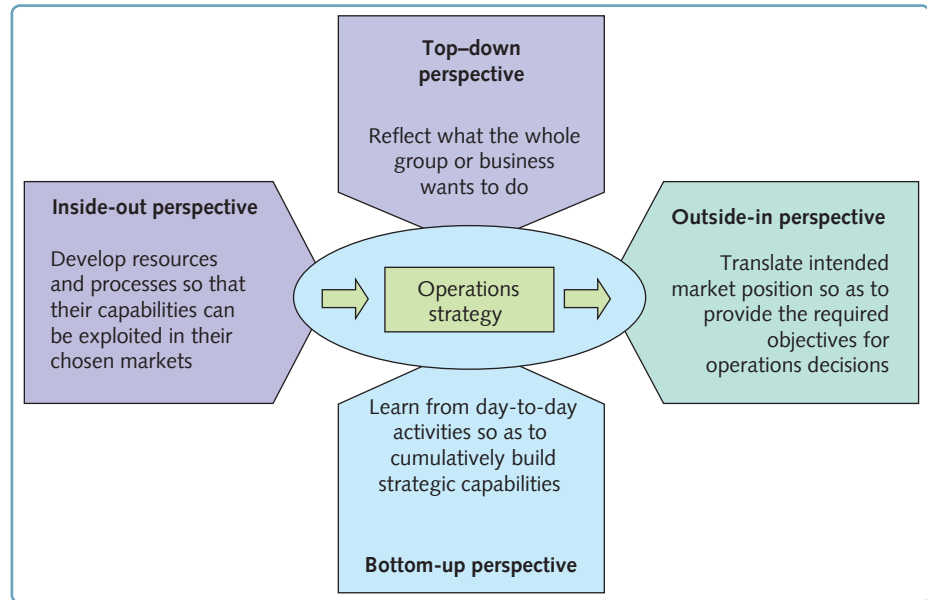 Top–down
perspective
Reflect what the whole
group or business
wants to do
Inside-out perspective
Develop resources
and processes so that
their capabilities can
be exploited in their
chosen markets
Operations
strategy
Outside-in perspective
Translate intended
market position so as to
provide the required
objectives for
operations decisions
Learn from day-to-day
activities so as to
cumulatively build
strategic capabilities
Bottom-up perspective